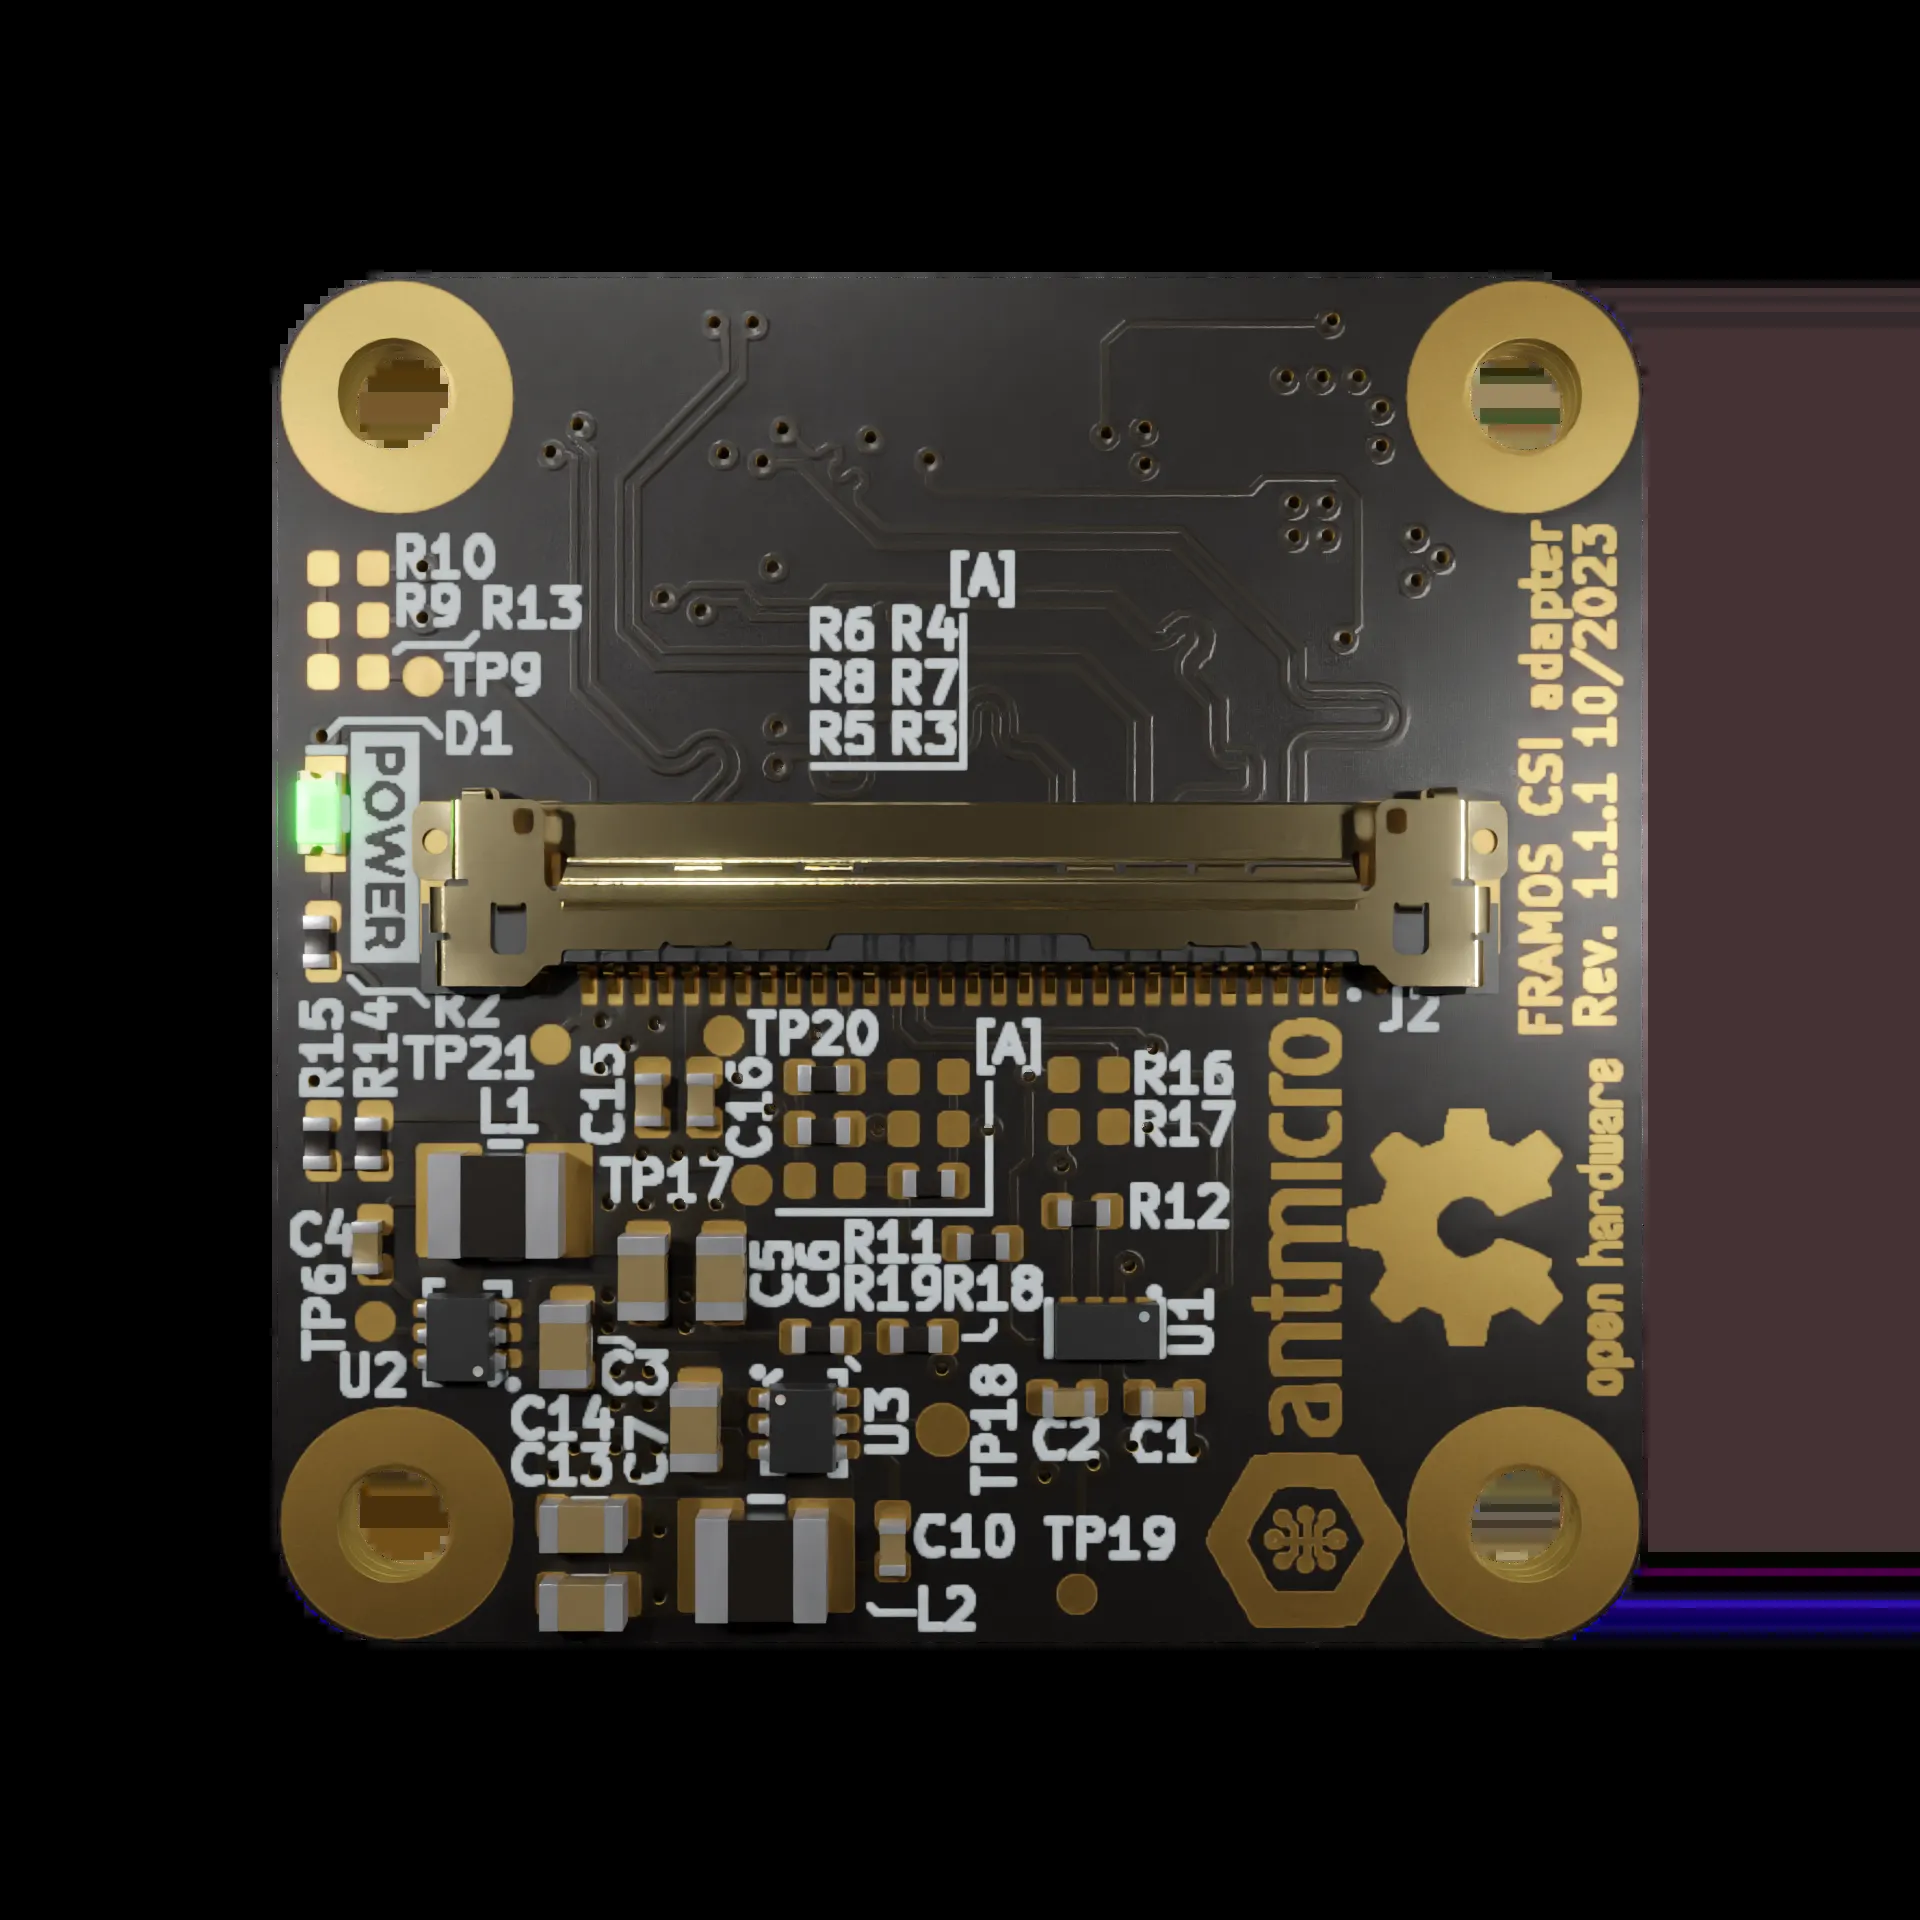 R10
R9 R13
TP9
D1
POWER
[A]
R6 R4
R8 R7
R5 R3
FRAMOS CSI adapter
Rev. 1.1.1 10/2023
J2
R2
R15
R14
TP21
TP20
[A]
C15
C16
R16
R17
L1
TP17
R12
antmicro
open hardware
C4
TP6
C5
C6
R11
R19
R18
U1
U2
C3
C14
C13
C7
U3
TP18
C2
C1
C10
TP19
L2